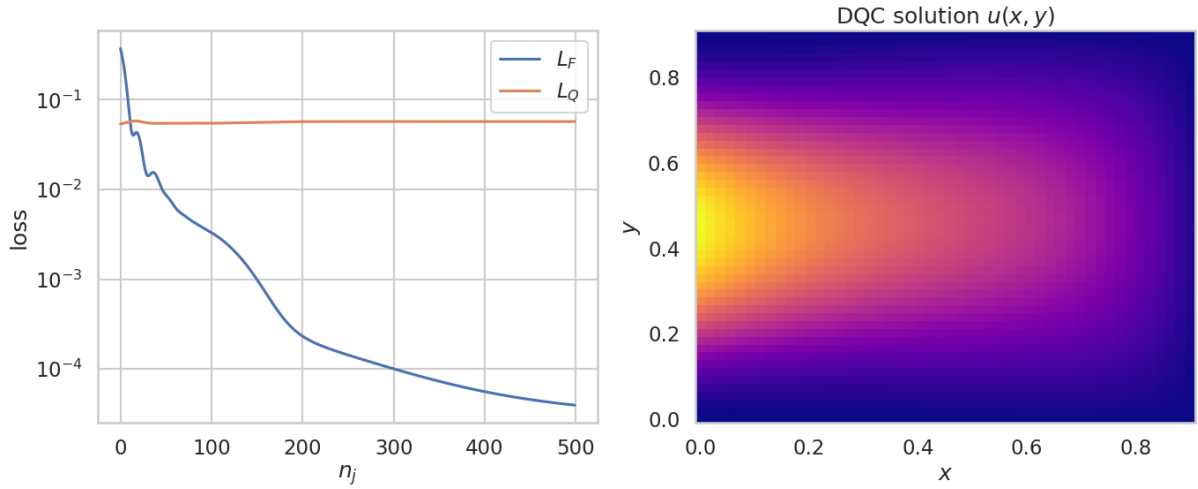 DQC solution u(x, y)
L_F
L_Q
10⁻¹
10⁻²
10⁻³
10⁻⁴
loss
0 100 200 300 400 500
n_j
0.8
0.6
0.4
0.2
0.0
y
0.0 0.2 0.4 0.6 0.8
x